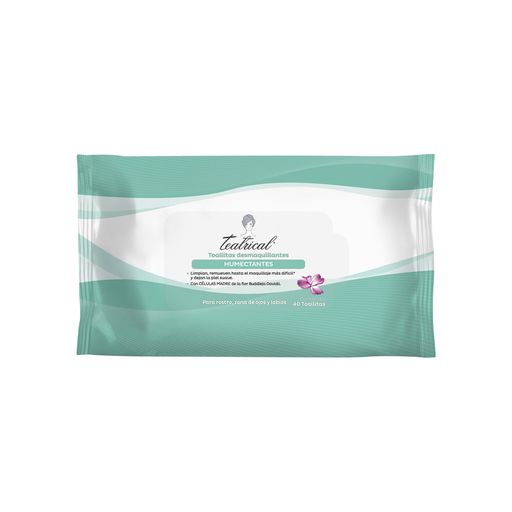 Teatrical
Toallitas desmaquillantes
HUMECTANTES
• Limpian, remueven hasta el maquillaje más difícil*
y dejan la piel suave.
• Con CÉLULAS MADRE de la flor Buddleja Davidii.
Para rostro, zona de ojos y labios
40 Toallitas